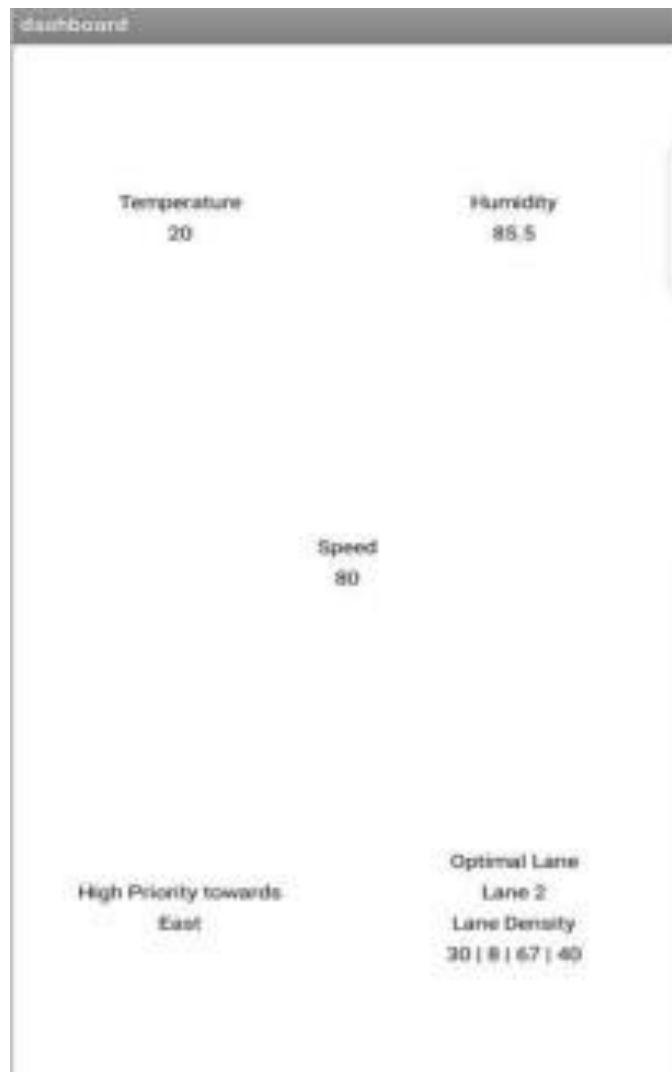 dashboard
Temperature
20
Humidity
85.5
Speed
80
High Priority towards
East
Optimal Lane
Lane 2
Lane Density
30 | 8 | 67 | 40